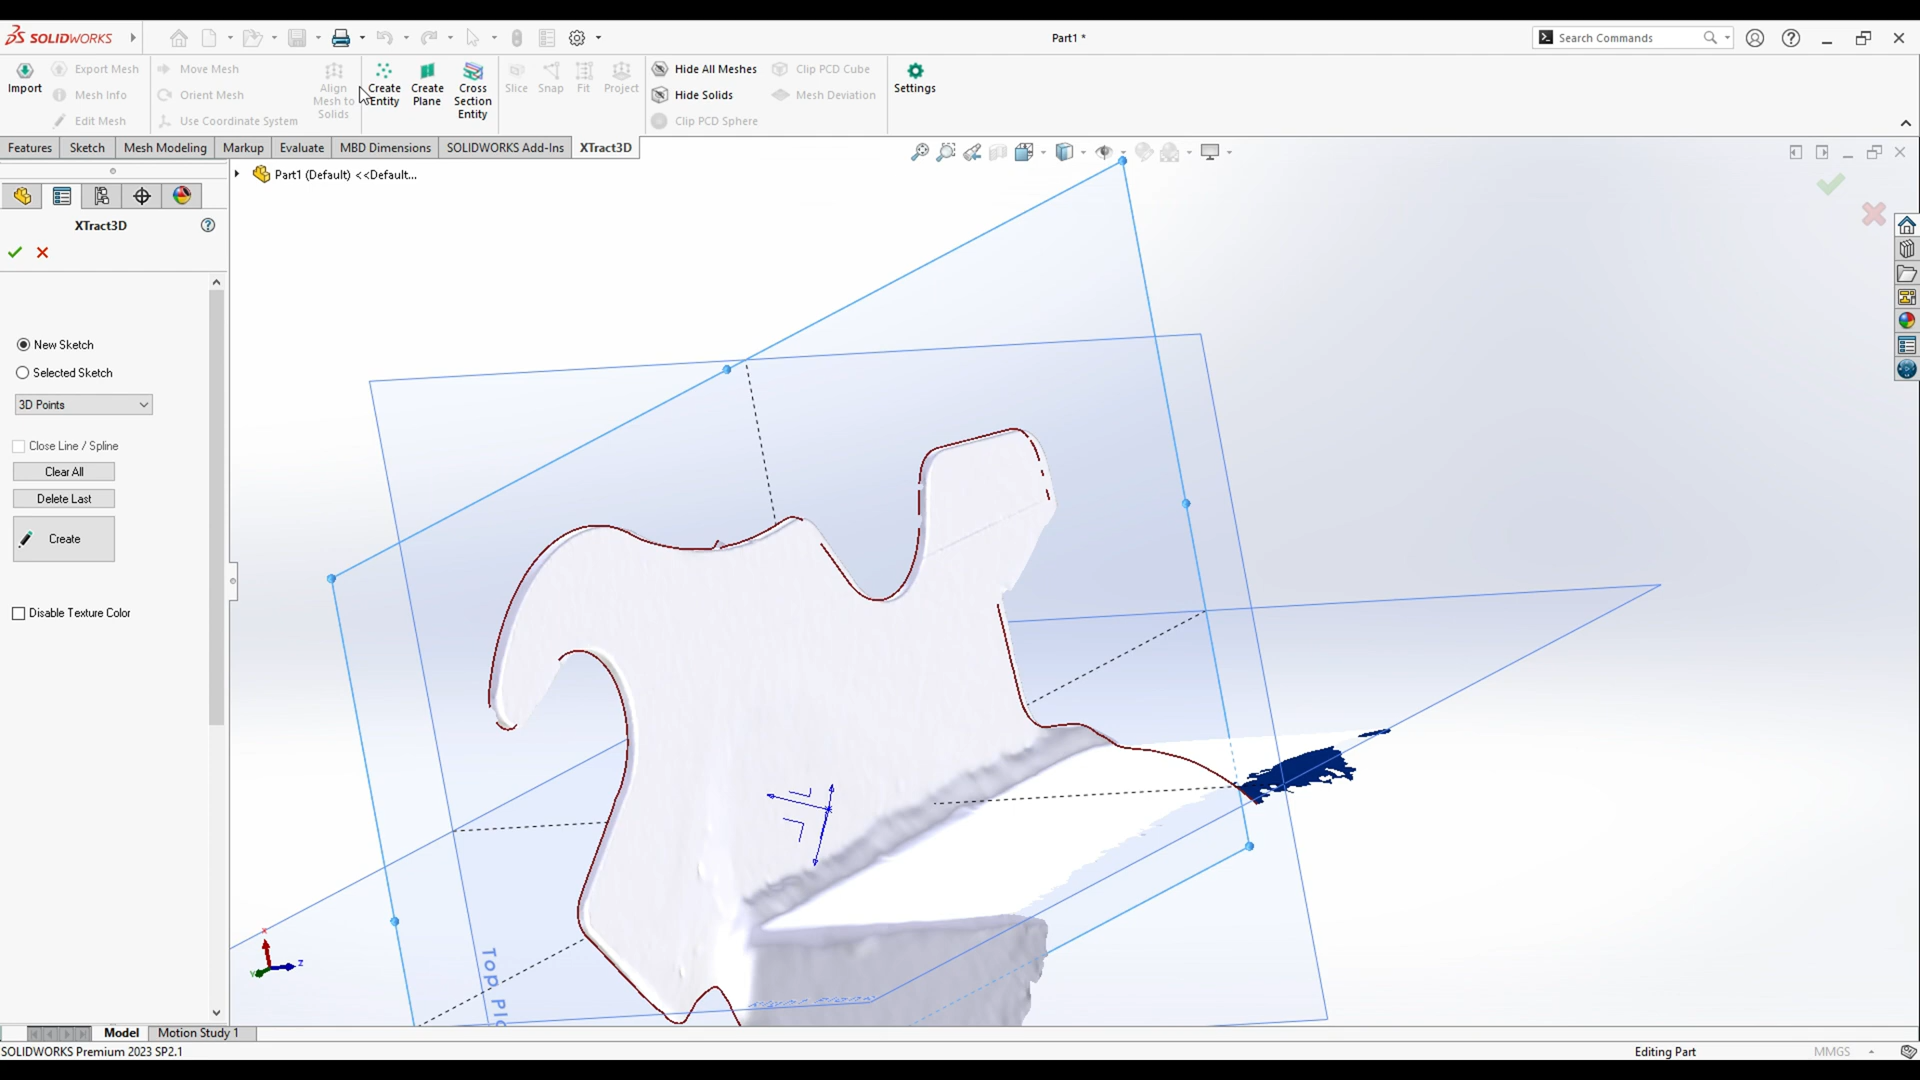 SOLIDWORKS
Part1 *
Search Commands
Import
Export Mesh
Mesh Info
Edit Mesh
Move Mesh
Orient Mesh
Use Coordinate System
Align
Mesh to
Solids
Create
Entity
Create
Plane
Cross
Section
Entity
Slice
Snap
Fit
Project
Hide All Meshes
Hide Solids
Clip PCD Sphere
Clip PCD Cube
Mesh Deviation
Settings
Features
Sketch
Mesh Modeling
Markup
Evaluate
MBD Dimensions
SOLIDWORKS Add-Ins
XTract3D
Part1 (Default) <<Default...
XTract3D
New Sketch
Selected Sketch
3D Points
Close Line / Spline
Clear All
Delete Last
Create
Disable Texture Color
Top Pla
x
y
z
Model
Motion Study 1
SOLIDWORKS Premium 2023 SP2.1
Editing Part
MMGS